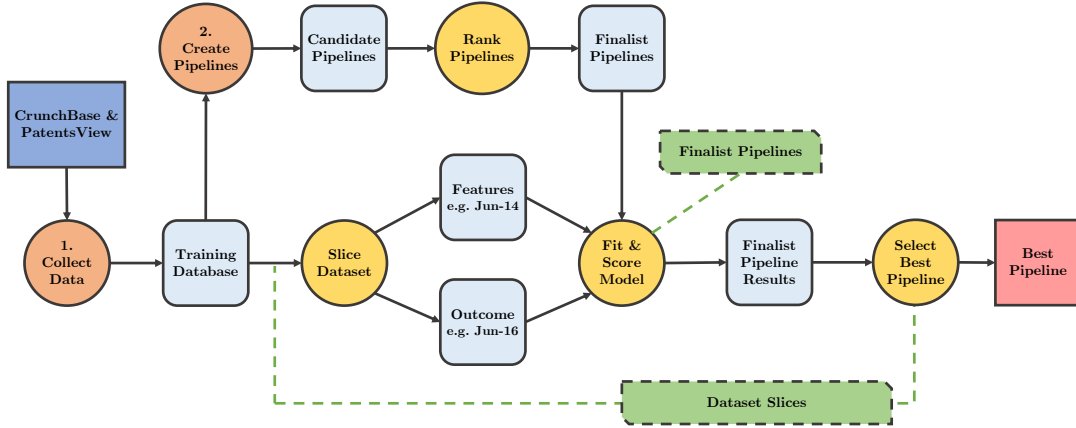 2.
Create
Pipelines
Candidate
Pipelines
Rank
Pipelines
Finalist
Pipelines
CrunchBase &
PatentsView
Finalist Pipelines
Features
e.g. Jun-14
1.
Collect
Data
Training
Database
Slice
Dataset
Fit &
Score
Model
Finalist
Pipeline
Results
Select
Best
Pipeline
Best
Pipeline
Outcome
e.g. Jun-16
Dataset Slices